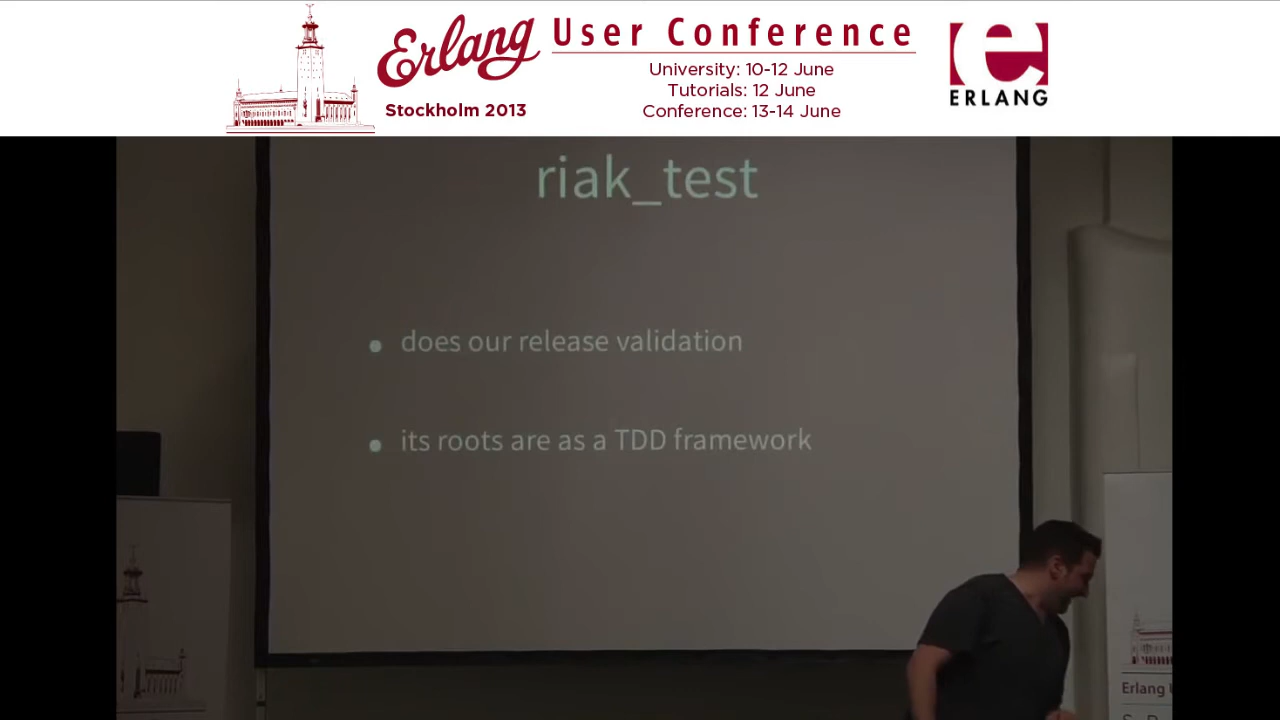 Erlang User Conference
Stockholm 2013
University: 10-12 June
Tutorials: 12 June
Conference: 13-14 June
e
ERLANG
riak_test
• does our release validation
• its roots are as a TDD framework
Erlang